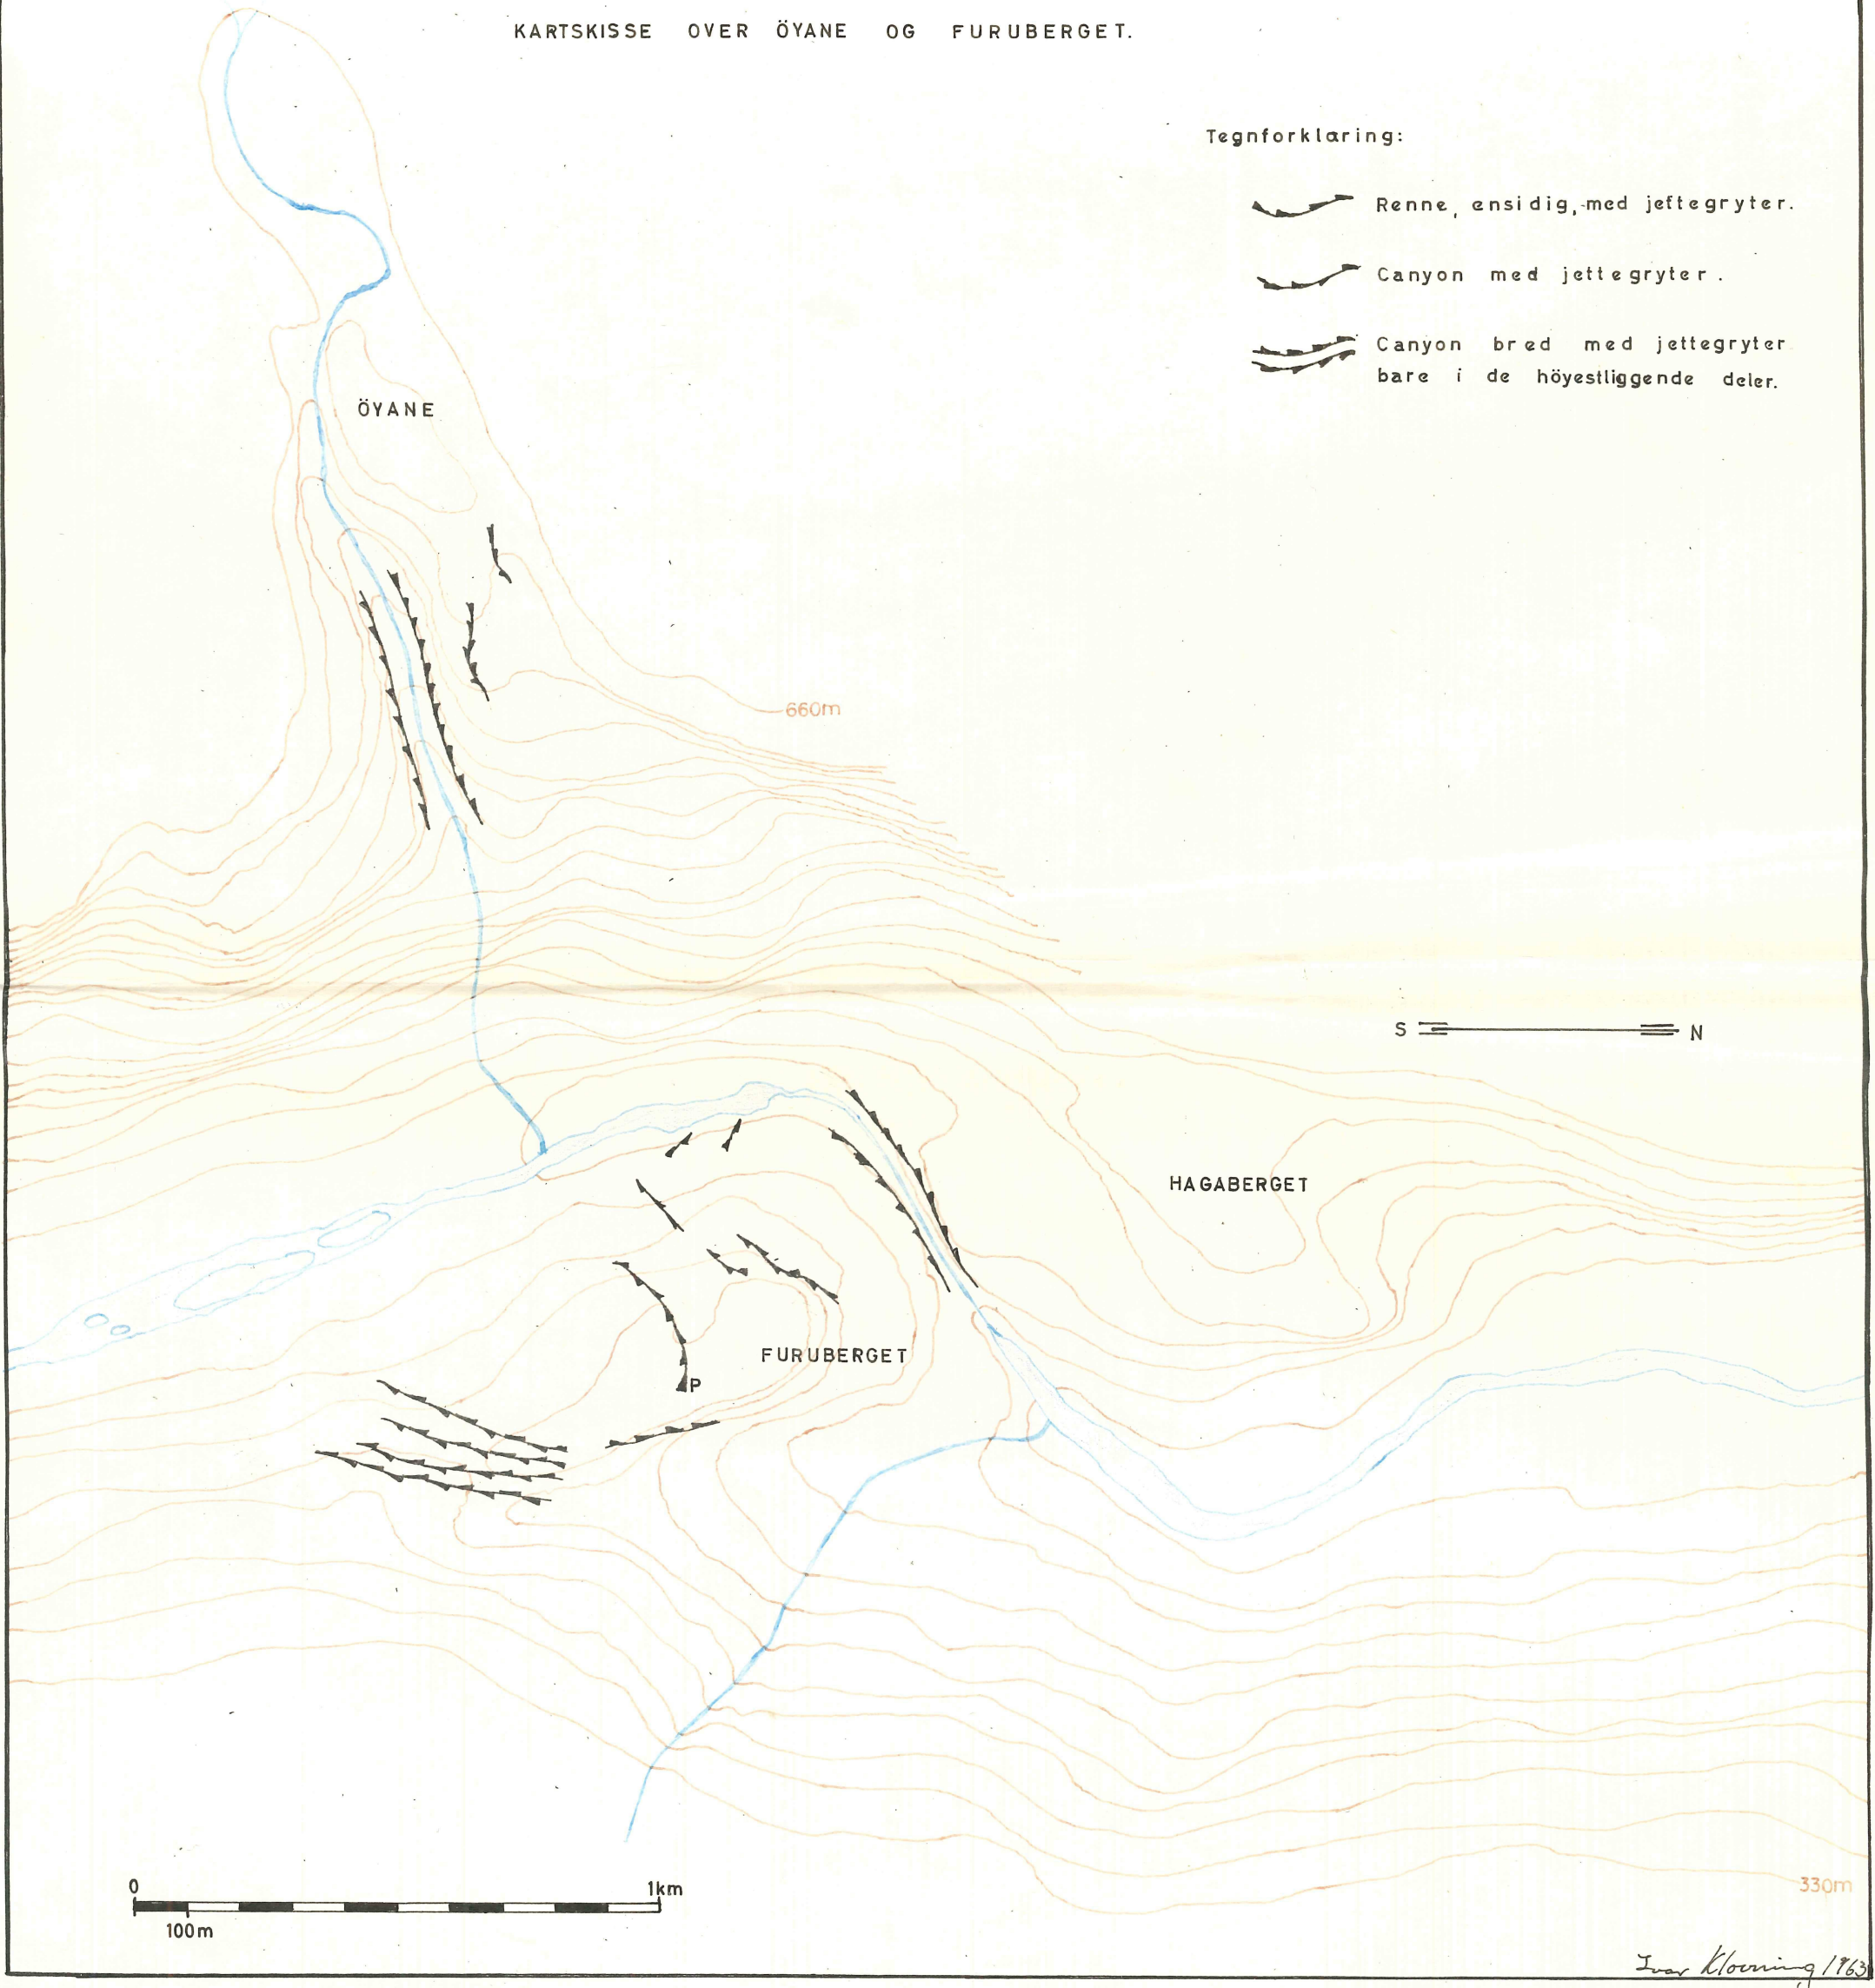 KARTSKISSE OVER ÖYANE OG FURUBERGET.
Tegnforklaring:
Renne, ensidig, med jettegryter.
Canyon med jettegryter.
Canyon bred med jettegryter
bare i de höyestliggende deler.
ÖYANE
660m
S N
HAGABERGET
FURUBERGET
P
0 1km
100m
330m
Ivar Klovning 1963